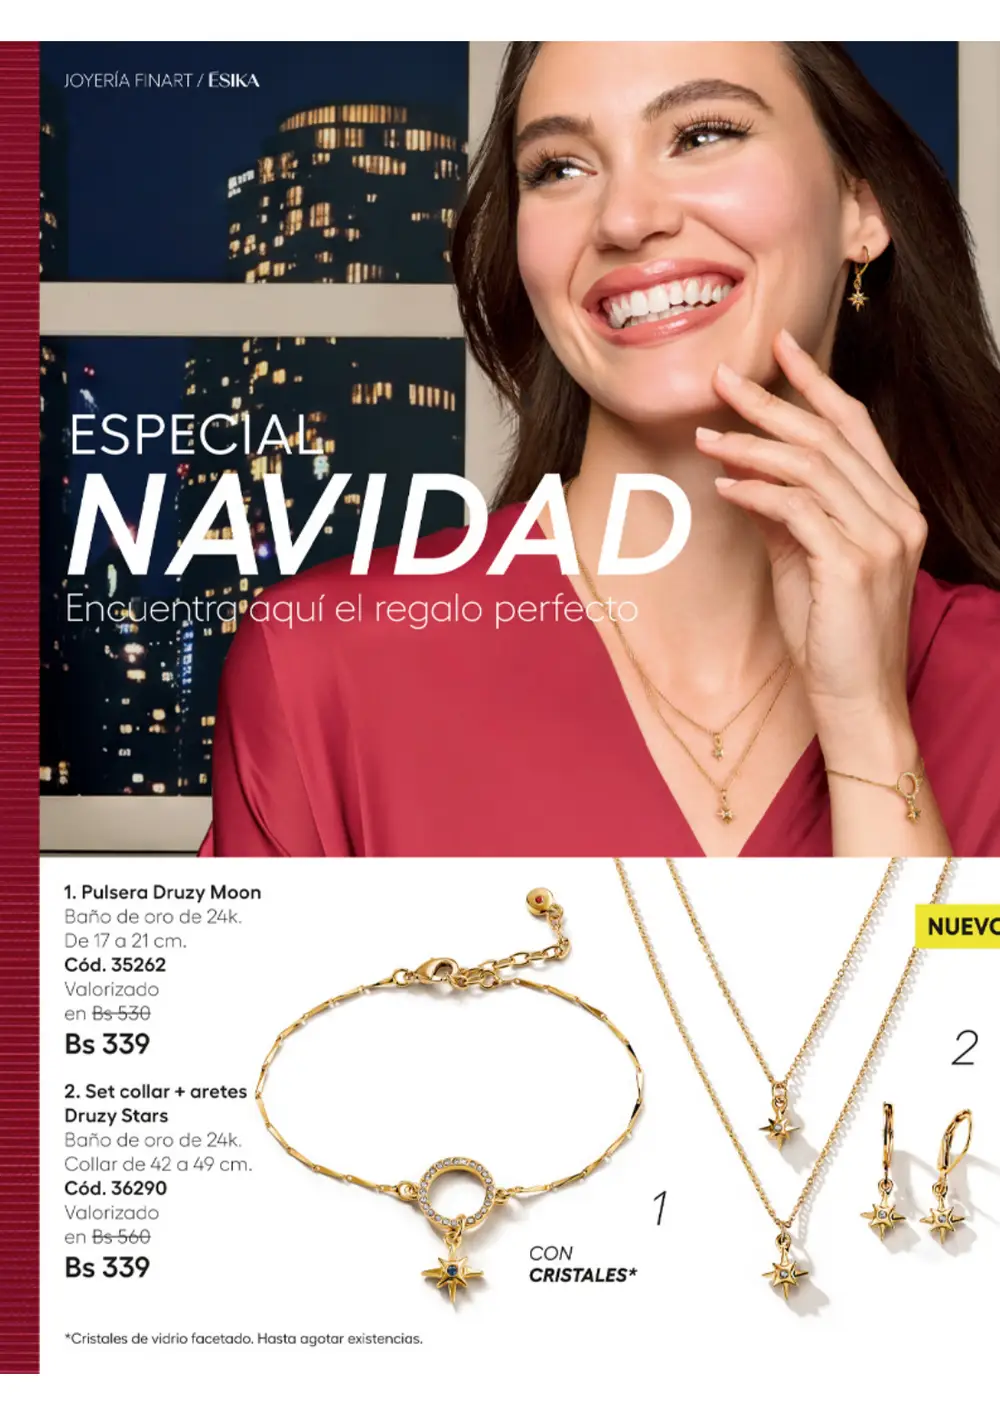 JOYERÍA FINART / ÉSIKA
ESPECIAL
NAVIDAD
Encuentra aquí el regalo perfecto
1. Pulsera Druzy Moon
Baño de oro de 24k.
De 17 a 21 cm.
Cód. 35262
Valorizado
en Bs 530
Bs 339
2. Set collar + aretes
Druzy Stars
Baño de oro de 24k.
Collar de 42 a 49 cm.
Cód. 36290
Valorizado
en Bs 560
Bs 339
1
CON
CRISTALES*
NUEVO
2
*Cristales de vidrio facetado. Hasta agotar existencias.